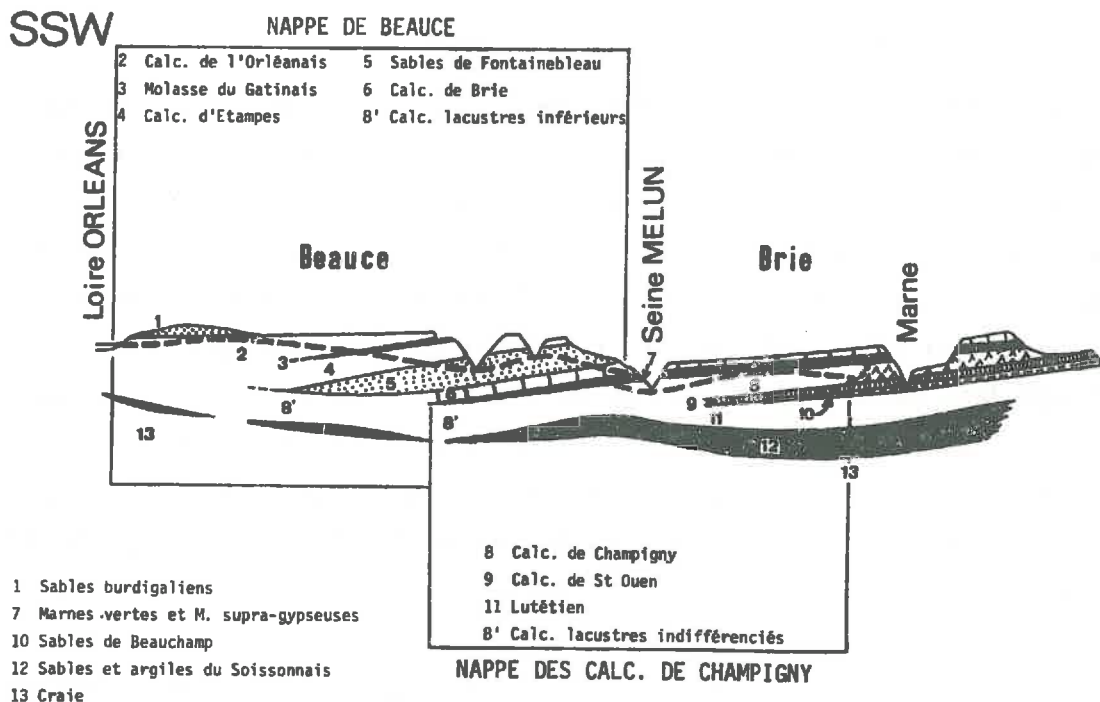 SSW
NAPPE DE BEAUCE
2 Calc. de l'Orléanais
3 Molasse du Gatinais
4 Calc. d'Etampes
5 Sables de Fontainebleau
6 Calc. de Brie
8' Calc. lacustres inférieurs
Loire ORLEANS
Beauce
Seine MELUN
Brie
Marne
1
2
3
4
5
6
7
8
8'
8'
9
10
11
12
13
13
8 Calc. de Champigny
9 Calc. de St Ouen
11 Lutétien
8' Calc. lacustres indifférenciés
NAPPE DES CALC. DE CHAMPIGNY
1 Sables burdigaliens
7 Marnes vertes et M. supra-gypseuses
10 Sables de Beauchamp
12 Sables et argiles du Soissonnais
13 Craie